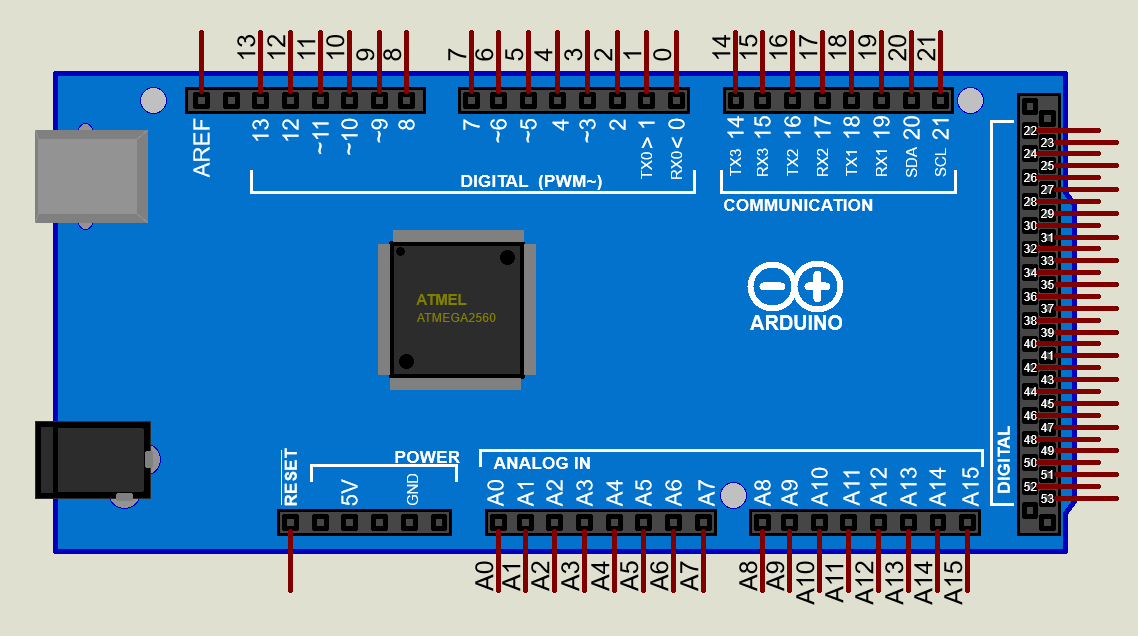 13 12 11 10 9 8 7 6 5 4 3 2 1 0 14 15 16 17 18 19 20 21
AREF 13 12 ~11 ~10 ~9 8 7 ~6 ~5 4 ~3 2 TX0 > 1 RX0 < 0 TX3 14 RX3 15 TX2 16 RX2 17 TX1 18 RX1 19 SDA 20 SCL 21
DIGITAL (PWM~)
COMMUNICATION
22
23
24
25
26
27
28
29
30
31
32
33
34
35
36
37
38
39
40
41
42
43
44
45
46
47
48
49
50
51
52
53
DIGITAL
ATMEL
ATMEGA2560
ARDUINO
POWER
ANALOG IN
RESET 5V GND A0 A1 A2 A3 A4 A5 A6 A7 A8 A9 A10 A11 A12 A13 A14 A15
A0 A1 A2 A3 A4 A5 A6 A7 A8 A9 A10 A11 A12 A13 A14 A15